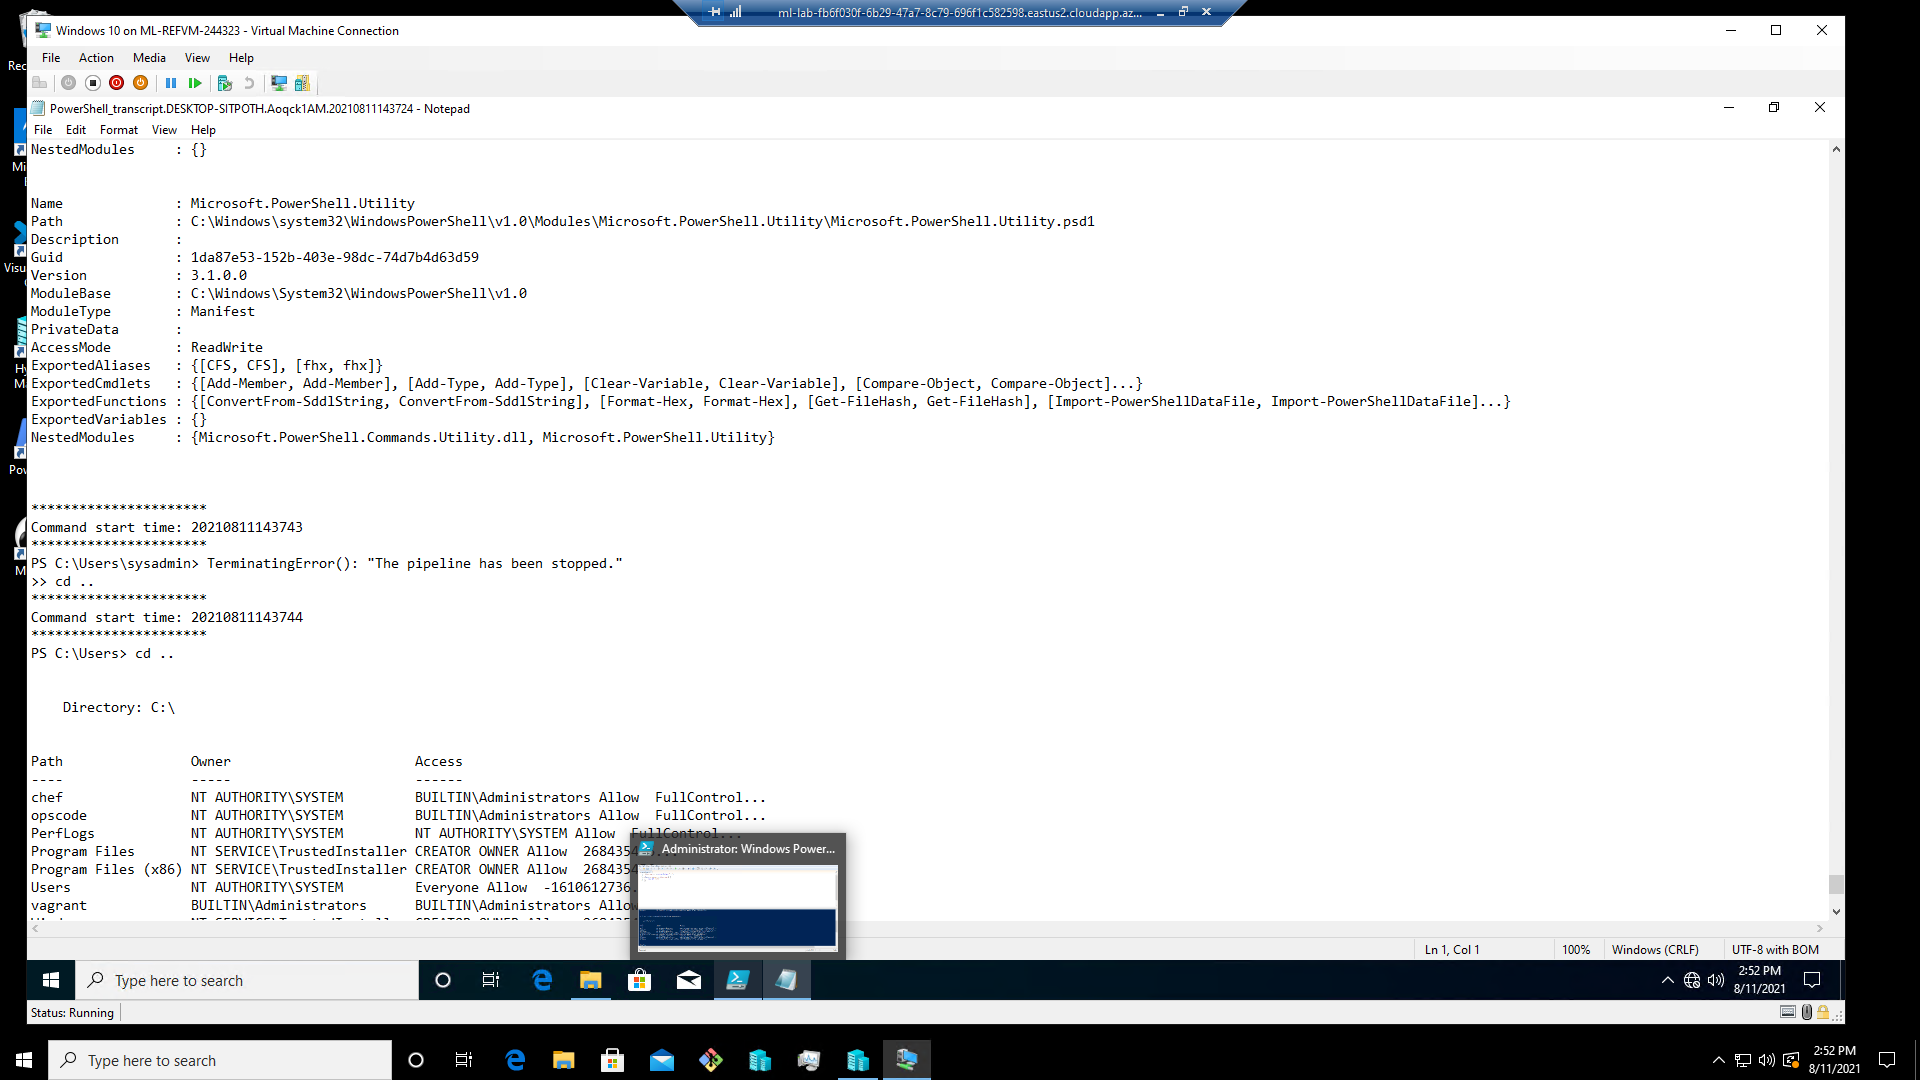 ml-lab-fb6f030f-6b29-47a7-8c79-696f1c582598.eastus2.cloudapp.az...
Windows 10 on ML-REFVM-244323 - Virtual Machine Connection
File Action Media View Help
PowerShell_transcript.DESKTOP-SITPOTH.Aoqck1AM.20210811143724 - Notepad
File Edit Format View Help
NestedModules : {}
Name : Microsoft.PowerShell.Utility
Path : C:\Windows\system32\WindowsPowerShell\v1.0\Modules\Microsoft.PowerShell.Utility\Microsoft.PowerShell.Utility.psd1
Description :
Guid : 1da87e53-152b-403e-98dc-74d7b4d63d59
Version : 3.1.0.0
ModuleBase : C:\Windows\System32\WindowsPowerShell\v1.0
ModuleType : Manifest
PrivateData :
AccessMode : ReadWrite
ExportedAliases : {[CFS, CFS], [fhx, fhx]}
ExportedCmdlets : {[Add-Member, Add-Member], [Add-Type, Add-Type], [Clear-Variable, Clear-Variable], [Compare-Object, Compare-Object]...}
ExportedFunctions : {[ConvertFrom-SddlString, ConvertFrom-SddlString], [Format-Hex, Format-Hex], [Get-FileHash, Get-FileHash], [Import-PowerShellDataFile, Import-PowerShellDataFile]...}
ExportedVariables : {}
NestedModules : {Microsoft.PowerShell.Commands.Utility.dll, Microsoft.PowerShell.Utility}
**********************
Command start time: 20210811143743
**********************
PS C:\Users\sysadmin> TerminatingError(): "The pipeline has been stopped."
>> cd ..
**********************
Command start time: 20210811143744
**********************
PS C:\Users> cd ..
Directory: C:\
Path Owner Access
---- ----- ------
chef NT AUTHORITY\SYSTEM BUILTIN\Administrators Allow FullControl...
opscode NT AUTHORITY\SYSTEM BUILTIN\Administrators Allow FullControl...
PerfLogs NT AUTHORITY\SYSTEM NT AUTHORITY\SYSTEM Allow FullControl...
Program Files NT SERVICE\TrustedInstaller CREATOR OWNER Allow 268435
Program Files (x86) NT SERVICE\TrustedInstaller CREATOR OWNER Allow 268435
Users NT AUTHORITY\SYSTEM Everyone Allow -1610612736
vagrant BUILTIN\Administrators BUILTIN\Administrators
Administrator: Windows Power...
Ln 1, Col 1 100% Windows (CRLF) UTF-8 with BOM
Type here to search
2:52 PM
8/11/2021
Status: Running
Type here to search
2:52 PM
8/11/2021